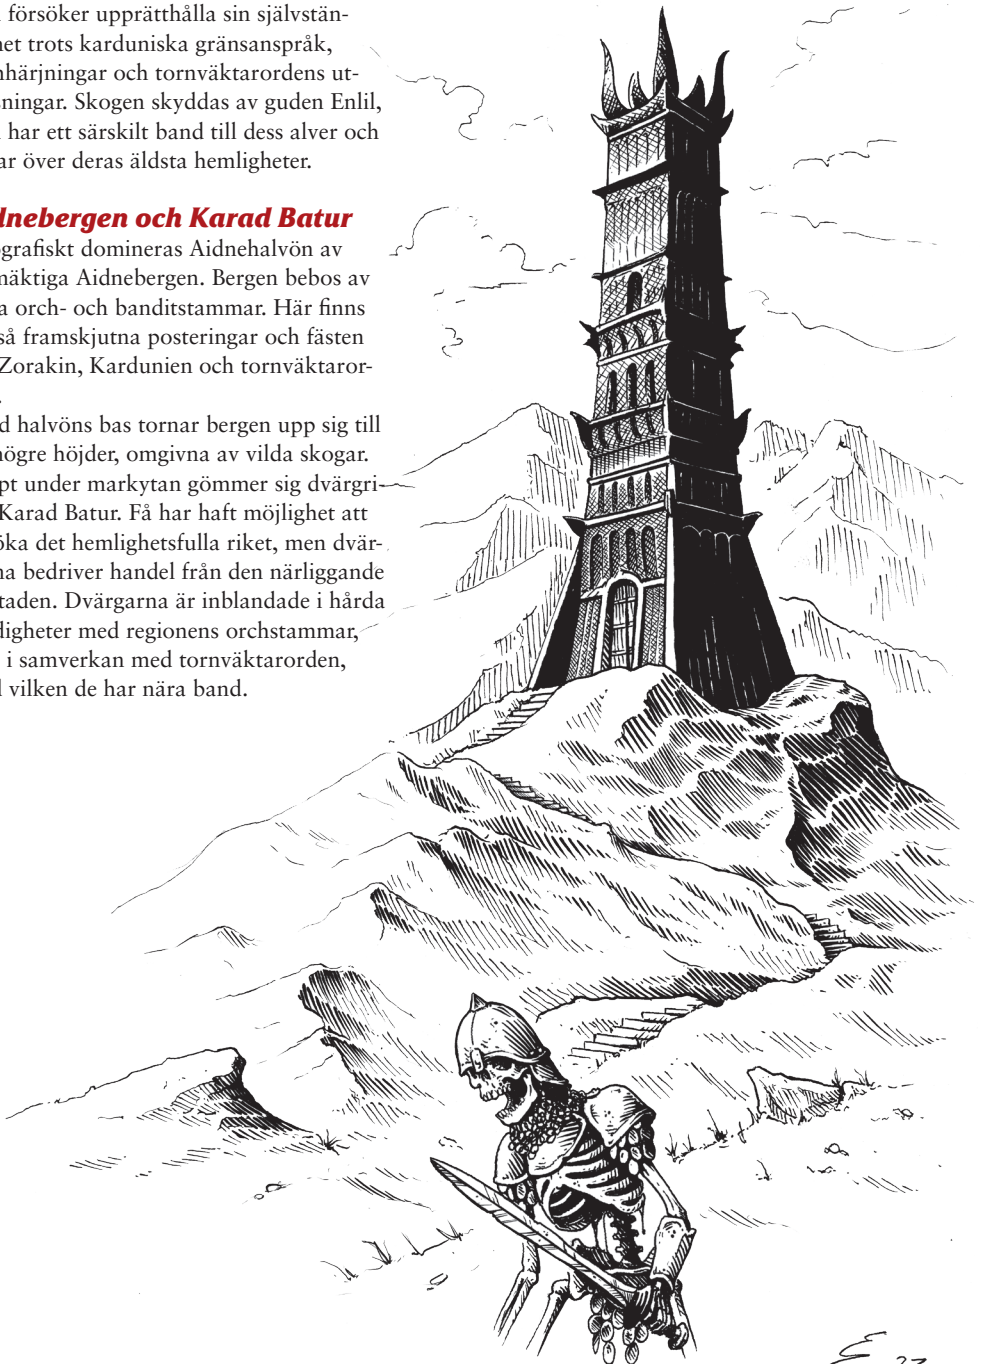 försöker upprätthålla sin självstän-
het trots karduniska gränsanspråk,
härjningar och tornväktarordens ut-
ningar. Skogen skyddas av guden Enlil,
har ett särskilt band till dess alver och
ar över deras äldsta hemligheter.
dnebergen och Karad Batur
ografiskt domineras Aidnehalvön av
mäktiga Aidnebergen. Bergen bebos av
a orch- och banditstammar. Här finns
så framskjutna posteringar och fästen
Zorakin, Kardunien och tornväktaror-
.
d halvöns bas tornar bergen upp sig till
högre höjder, omgivna av vilda skogar.
pt under markytan gömmer sig dvärgri-
Karad Batur. Få har haft möjlighet att
öka det hemlighetsfulla riket, men dvär-
na bedriver handel från den närliggande
taden. Dvärgarna är inblandade i hårda
digheter med regionens orchstammar,
i samverkan med tornväktarorden,
d vilken de har nära band.